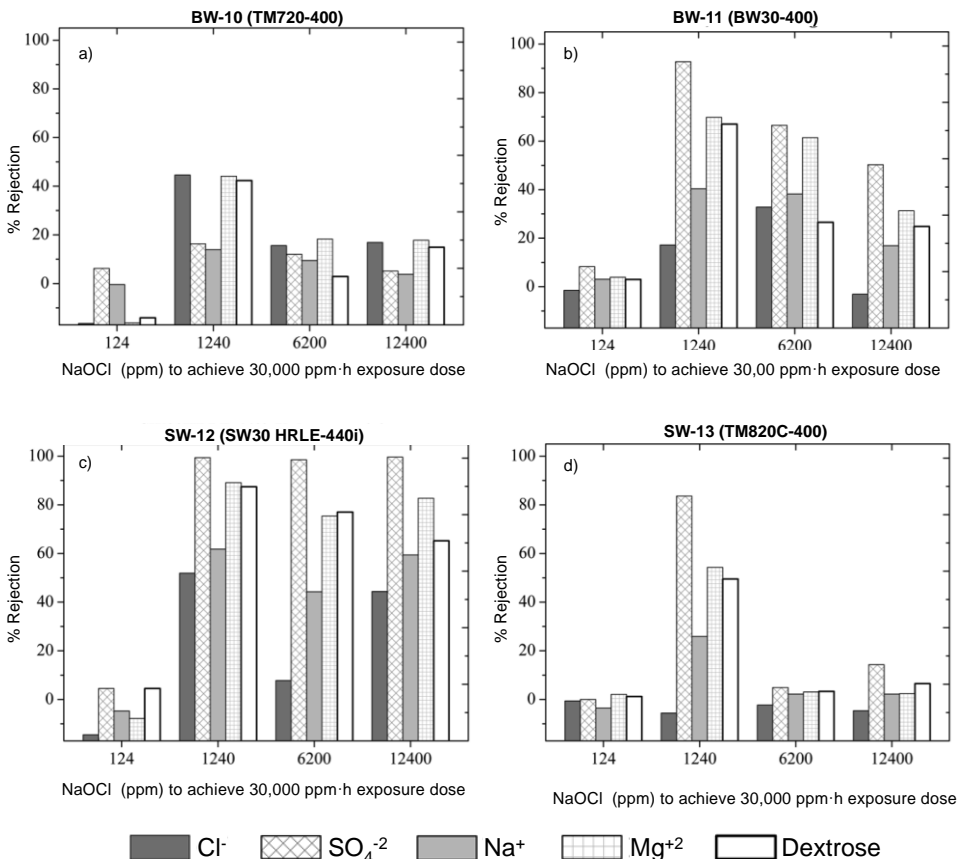 BW-10 (TM720-400)
a)
100
80
60
40
20
0
% Rejection
124 1240 6200 12400
NaOCl (ppm) to achieve 30,000 ppm·h exposure dose
BW-11 (BW30-400)
b)
100
80
60
40
20
0
% Rejection
124 1240 6200 12400
NaOCl (ppm) to achieve 30,00 ppm·h exposure dose
SW-12 (SW30 HRLE-440i)
c)
100
80
60
40
20
0
% Rejection
124 1240 6200 12400
NaOCl (ppm) to achieve 30,000 ppm·h exposure dose
SW-13 (TM820C-400)
d)
100
80
60
40
20
0
% Rejection
124 1240 6200 12400
NaOCl (ppm) to achieve 30,000 ppm·h exposure dose
Cl⁻ SO₄⁻² Na⁺ Mg⁺² Dextrose